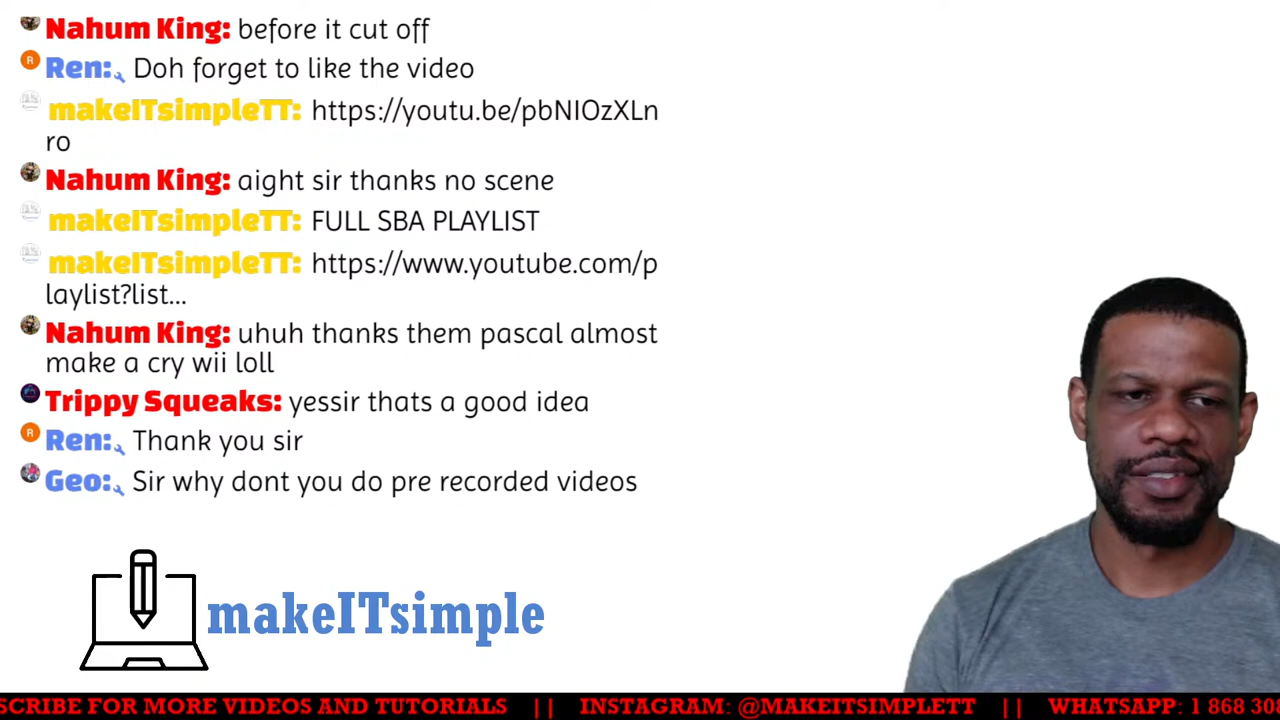 Nahum King: before it cut off
Ren: Doh forget to like the video
makeITsimpleTT: https://youtu.be/pbNIOzXLn
ro
Nahum King: aight sir thanks no scene
makeITsimpleTT: FULL SBA PLAYLIST
makeITsimpleTT: https://www.youtube.com/p
laylist?list...
Nahum King: uhuh thanks them pascal almost
make a cry wii loll
Trippy Squeaks: yessir thats a good idea
R Ren: Thank you sir
Geo: Sir why dont you do pre recorded videos
makeITsimple
SCRIBE FOR MORE VIDEOS AND TUTORIALS || INSTAGRAM: @MAKEITSIMPLETT || WHATSAPP: 1 868 308